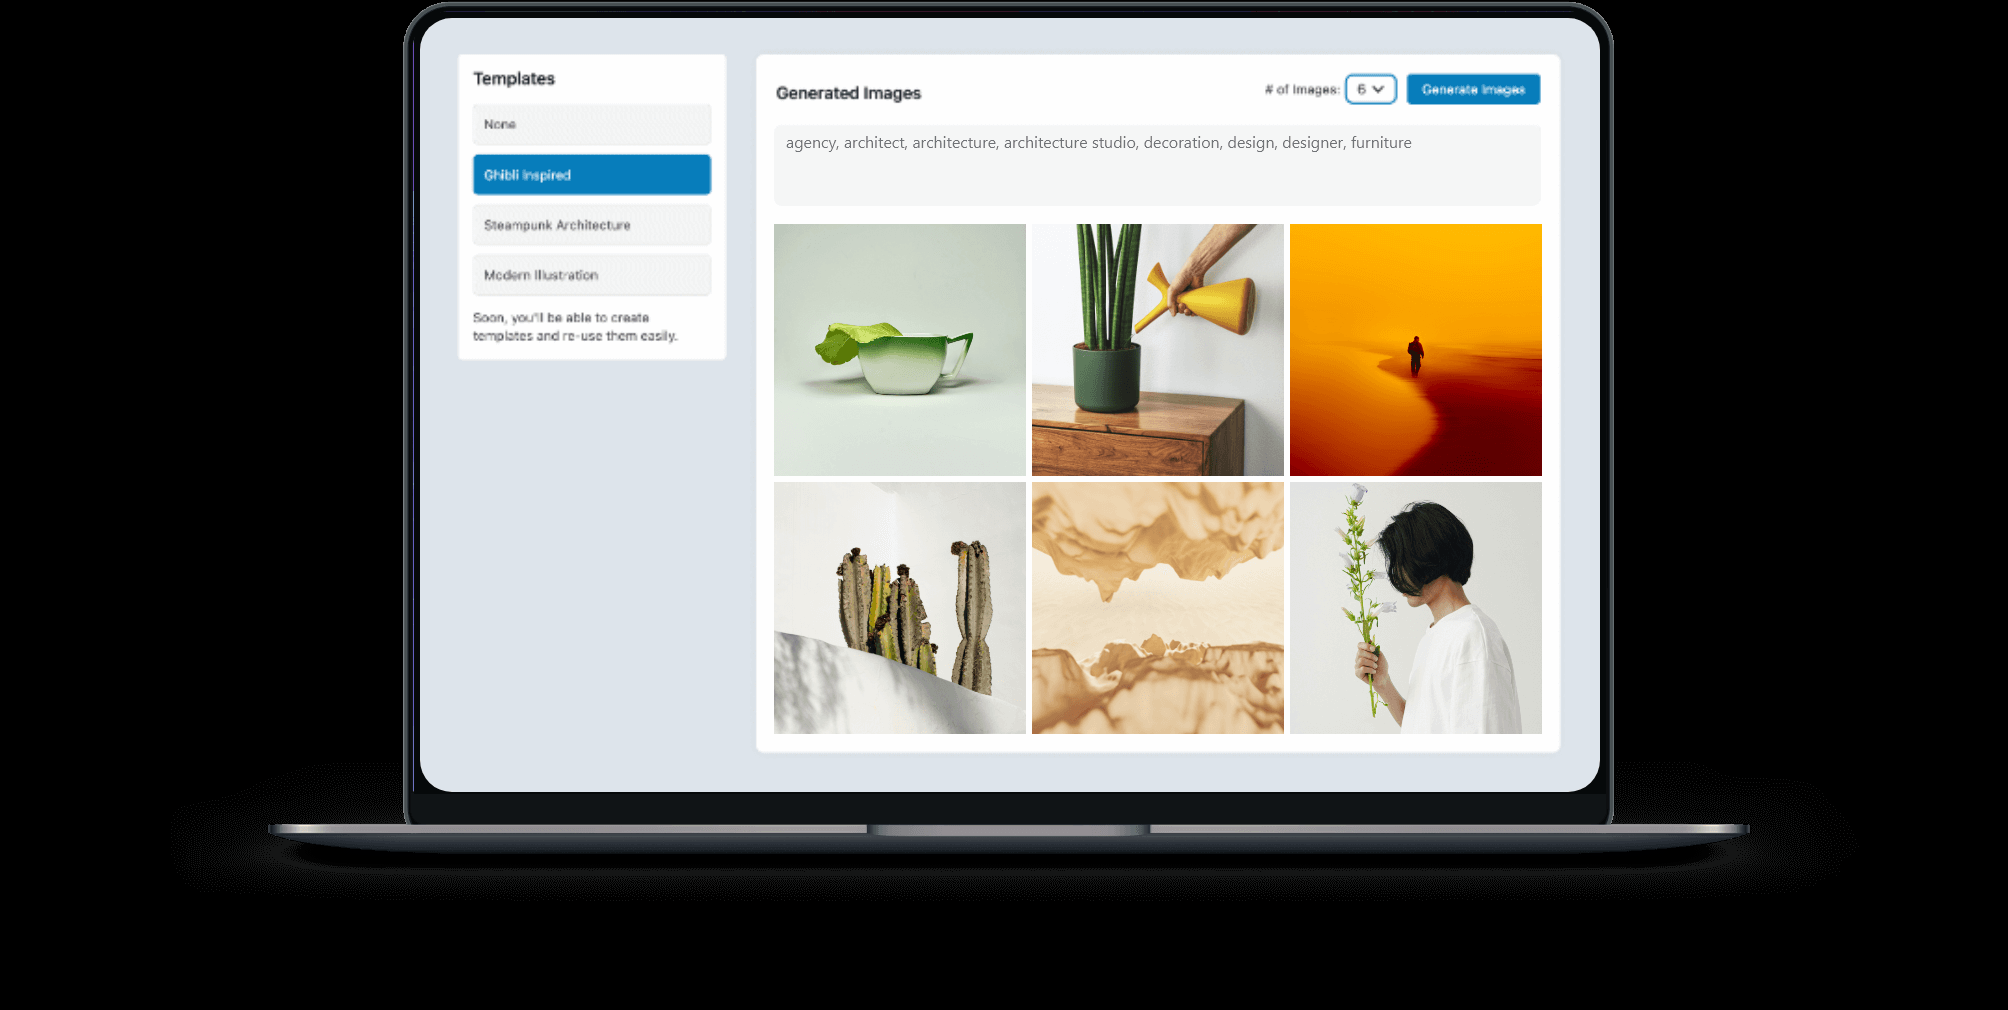 Templates
None
Ghibli Inspired
Steampunk Architecture
Modern Illustration
Soon, you'll be able to create
templates and re-use them easily.
Generated Images
# of Images: 6
Generate Images
agency, architect, architecture, architecture studio, decoration, design, designer, furniture